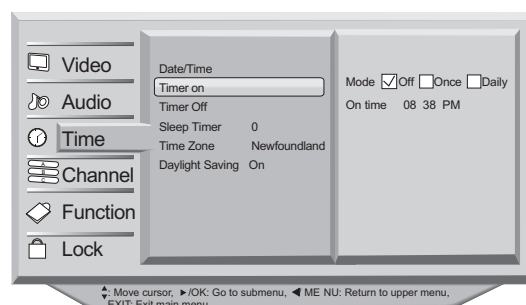 Video
Audio
Time
Channel
Function
Lock
Date/Time
Timer on
Timer Off
Sleep Timer 0
Time Zone Newfoundland
Daylight Saving On
Mode Off Once Daily
On time 08 38 PM
: Move cursor, ►/OK: Go to submenu, ◄ ME NU: Return to upper menu,
EXIT: Exit main menu